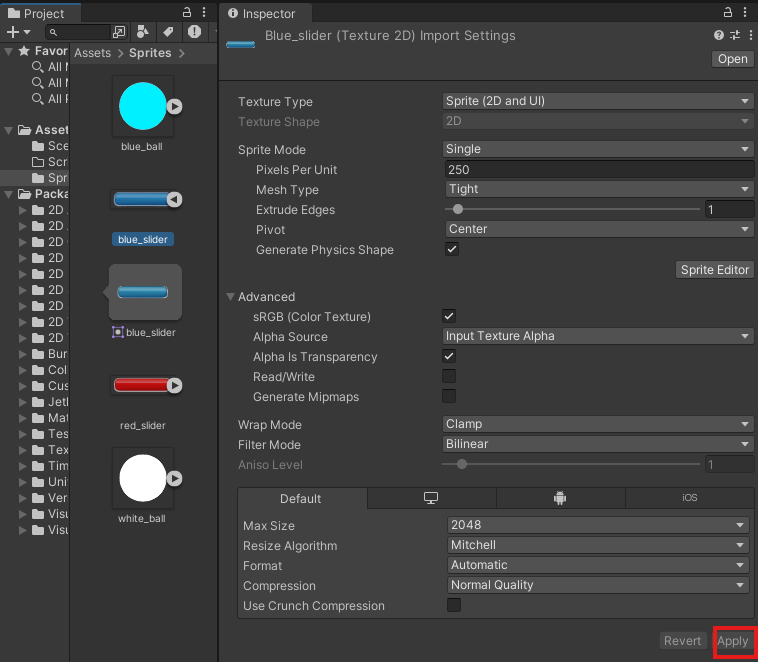 Project
Favor
All M
All M
All P
Asset
Sce
Scr
Spr
Packa
2D
2D
2D
2D
2D
2D
2D
2D
2D
Bur
Col
Cus
Jet
Mat
Tes
Tex
Tim
Unit
Ver
Visu
Visu
Assets
Sprites
blue_ball
blue_slider
blue_slider
red_slider
white_ball
Inspector
Blue_slider (Texture 2D) Import Settings
Open
Texture Type Sprite (2D and UI)
Texture Shape 2D
Sprite Mode Single
Pixels Per Unit 250
Mesh Type Tight
Extrude Edges 1
Pivot Center
Generate Physics Shape
Sprite Editor
Advanced
sRGB (Color Texture)
Alpha Source Input Texture Alpha
Alpha Is Transparency
Read/Write
Generate Mipmaps
Wrap Mode Clamp
Filter Mode Bilinear
Aniso Level 1
Default iOS
Max Size 2048
Resize Algorithm Mitchell
Format Automatic
Compression Normal Quality
Use Crunch Compression
Revert Apply